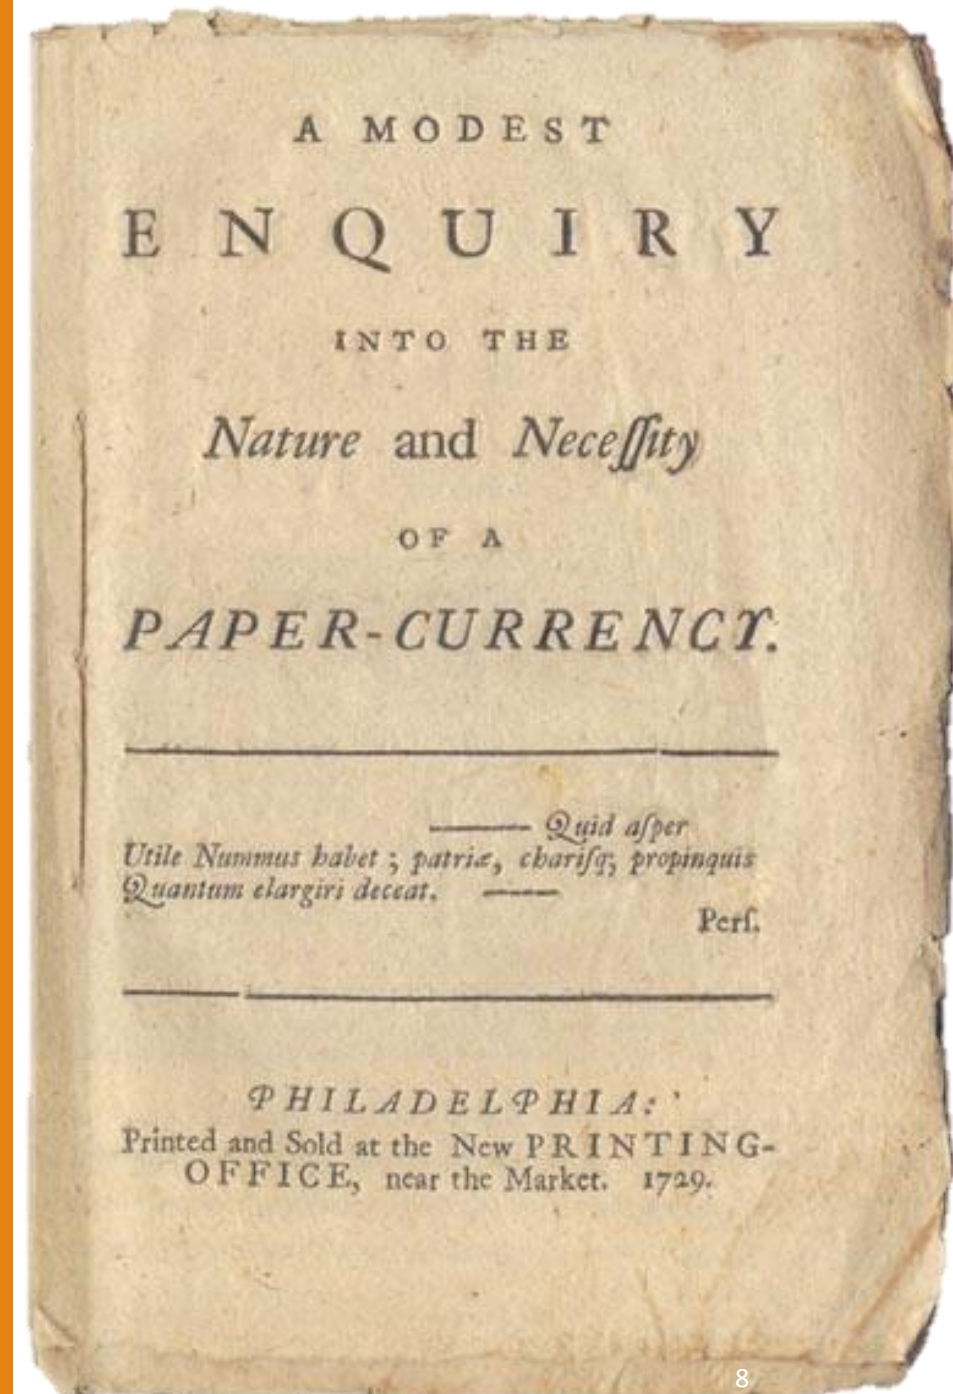 A MODEST
ENQUIRY
INTO THE
Nature and Neceſſity
OF A
PAPER-CURRENCY.
—— Quid aſper
Utile Nummus habet ; patriæ, chariſq; propinquis
Quantum elargiri deceat. ——
Perſ.
PHILADELPHIA:
Printed and Sold at the New PRINTING-
OFFICE, near the Market. 1729.
8